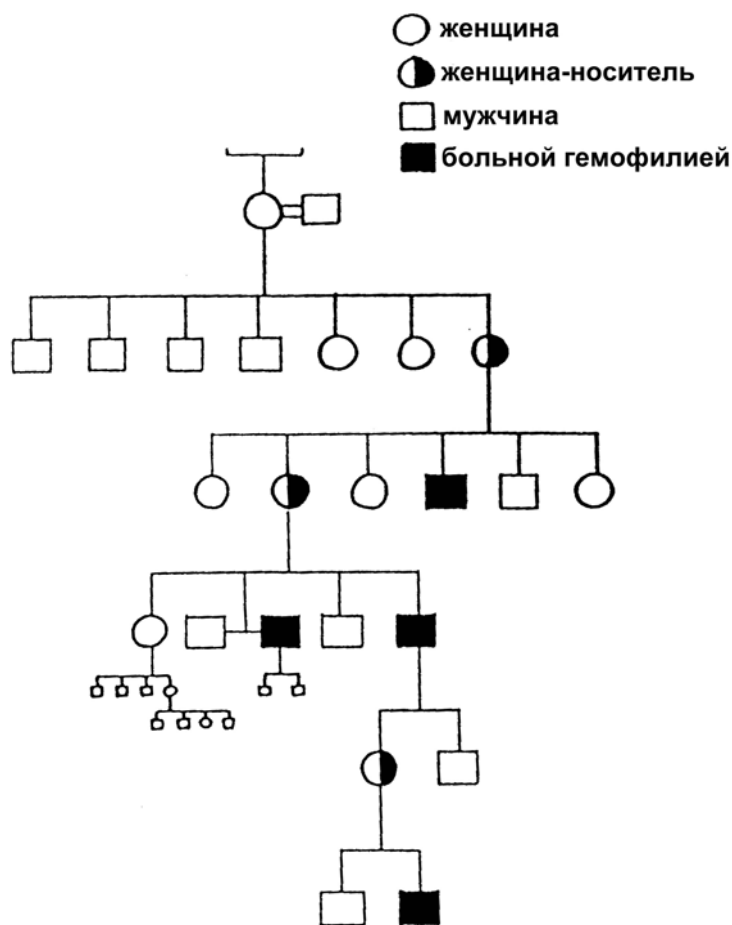 женщина
женщина-носитель
мужчина
больной гемофилией